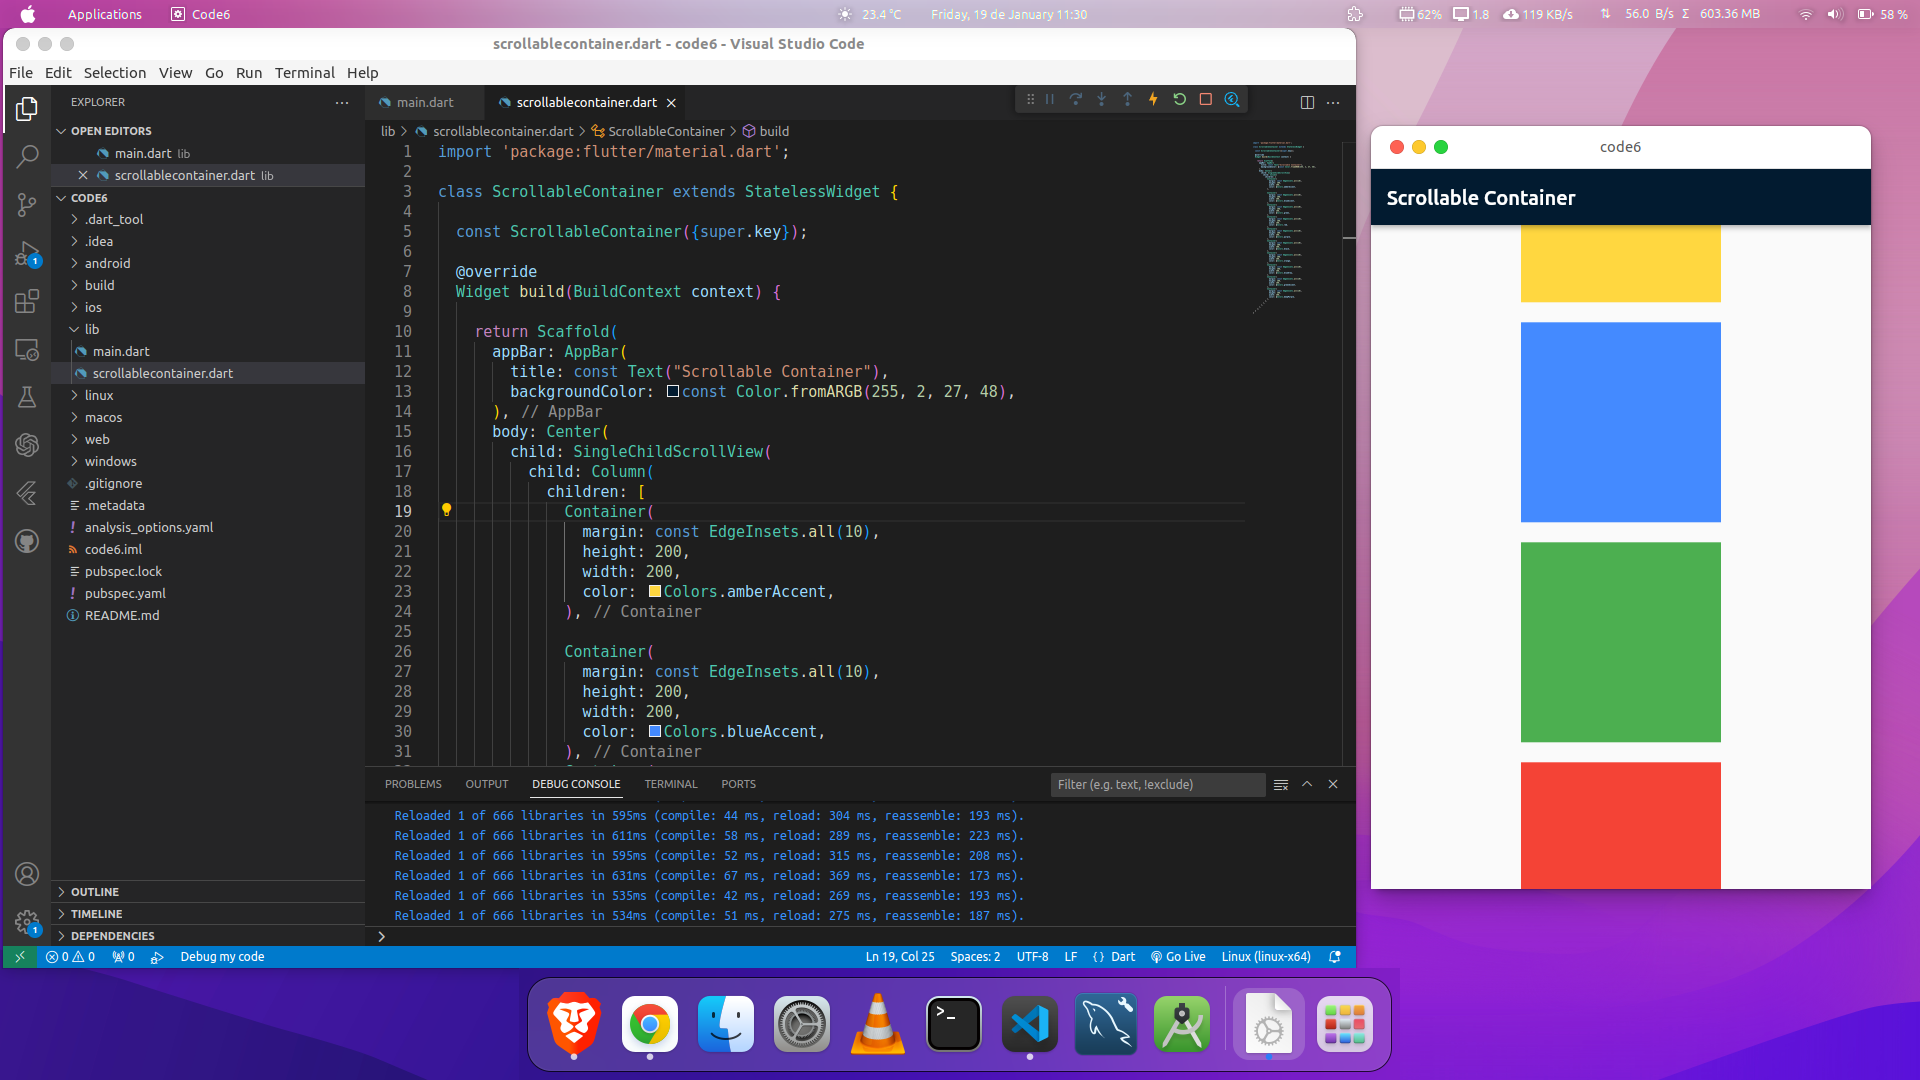 Applications Code6 23.4 °C Friday, 19 de January 11:30 62% 1.8 119 KB/s 56.0 B/s Σ 603.36 MB 58 %
scrollablecontainer.dart - code6 - Visual Studio Code
File Edit Selection View Go Run Terminal Help
EXPLORER
OPEN EDITORS
main.dart lib
scrollablecontainer.dart lib
CODE6
.dart_tool
.idea
android
build
ios
lib
main.dart
scrollablecontainer.dart
linux
macos
web
windows
.gitignore
.metadata
! analysis_options.yaml
code6.iml
pubspec.lock
! pubspec.yaml
README.md
OUTLINE
TIMELINE
DEPENDENCIES
1
1
main.dart scrollablecontainer.dart
lib > scrollablecontainer.dart > ScrollableContainer > build
1 import 'package:flutter/material.dart';
2
3 class ScrollableContainer extends StatelessWidget {
4
5 const ScrollableContainer({super.key});
6
7 @override
8 Widget build(BuildContext context) {
9
10 return Scaffold(
11 appBar: AppBar(
12 title: const Text("Scrollable Container"),
13 backgroundColor: const Color.fromARGB(255, 2, 27, 48),
14 ), // AppBar
15 body: Center(
16 child: SingleChildScrollView(
17 child: Column(
18 children: [
19 Container(
20 margin: const EdgeInsets.all(10),
21 height: 200,
22 width: 200,
23 color: Colors.amberAccent,
24 ), // Container
25
26 Container(
27 margin: const EdgeInsets.all(10),
28 height: 200,
29 width: 200,
30 color: Colors.blueAccent,
31 ), // Container
PROBLEMS OUTPUT DEBUG CONSOLE TERMINAL PORTS Filter (e.g. text, !exclude)
Reloaded 1 of 666 libraries in 595ms (compile: 44 ms, reload: 304 ms, reassemble: 193 ms).
Reloaded 1 of 666 libraries in 611ms (compile: 58 ms, reload: 289 ms, reassemble: 223 ms).
Reloaded 1 of 666 libraries in 595ms (compile: 52 ms, reload: 315 ms, reassemble: 208 ms).
Reloaded 1 of 666 libraries in 631ms (compile: 67 ms, reload: 369 ms, reassemble: 173 ms).
Reloaded 1 of 666 libraries in 535ms (compile: 42 ms, reload: 269 ms, reassemble: 193 ms).
Reloaded 1 of 666 libraries in 534ms (compile: 51 ms, reload: 275 ms, reassemble: 187 ms).
>
0 0 0 Debug my code Ln 19, Col 25 Spaces: 2 UTF-8 LF {} Dart Go Live Linux (linux-x64)
code6
Scrollable Container
>_